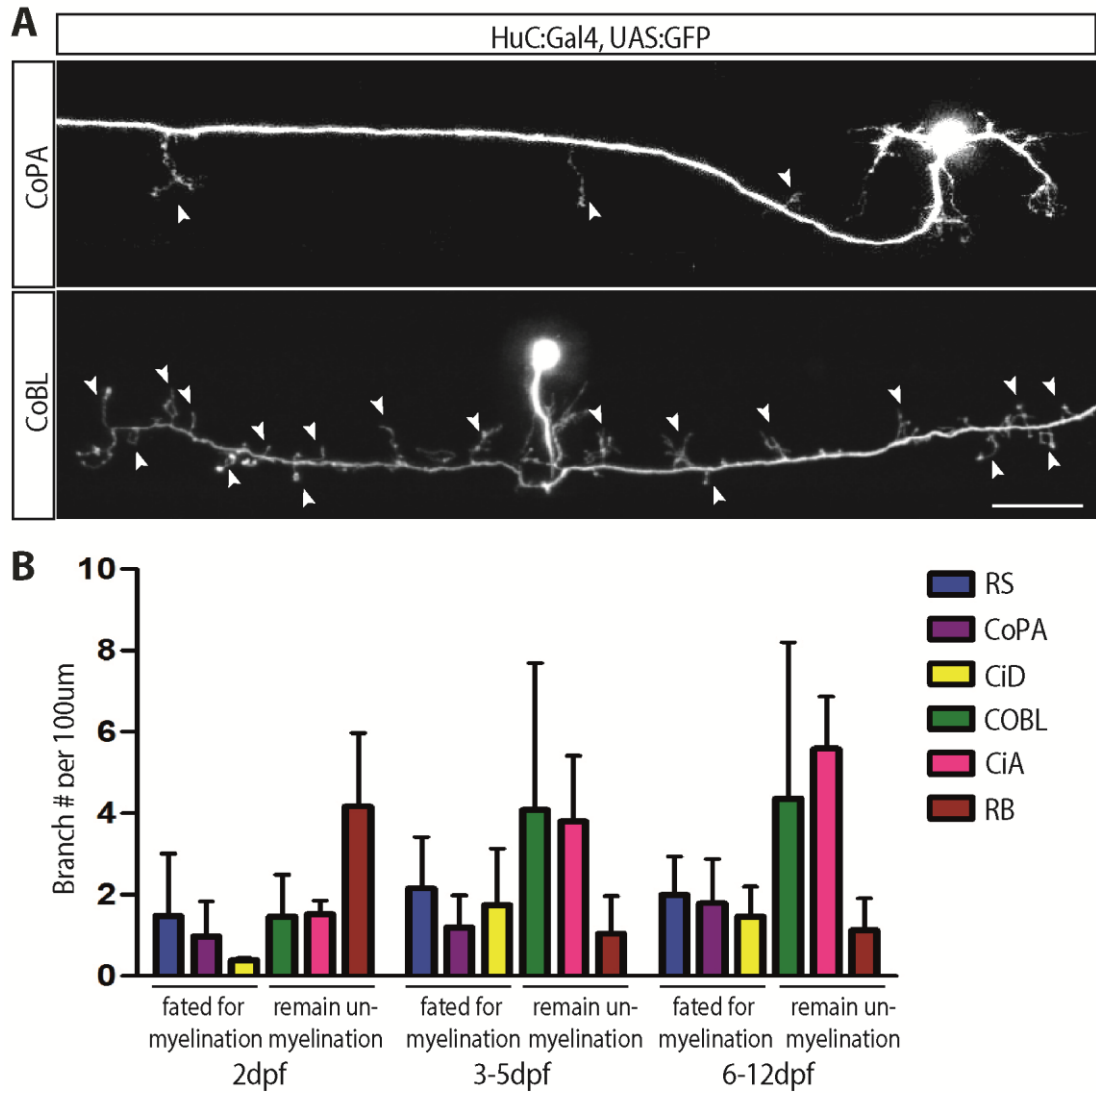 A
HuC:Gal4, UAS:GFP
CoPA
CoBL
B
Branch # per 100um
10
8
6
4
2
0
RS
CoPA
CiD
COBL
CiA
RB
fated for
myelination
remain un-
myelination
fated for
myelination
remain un-
myelination
fated for
myelination
remain un-
myelination
2dpf
3-5dpf
6-12dpf